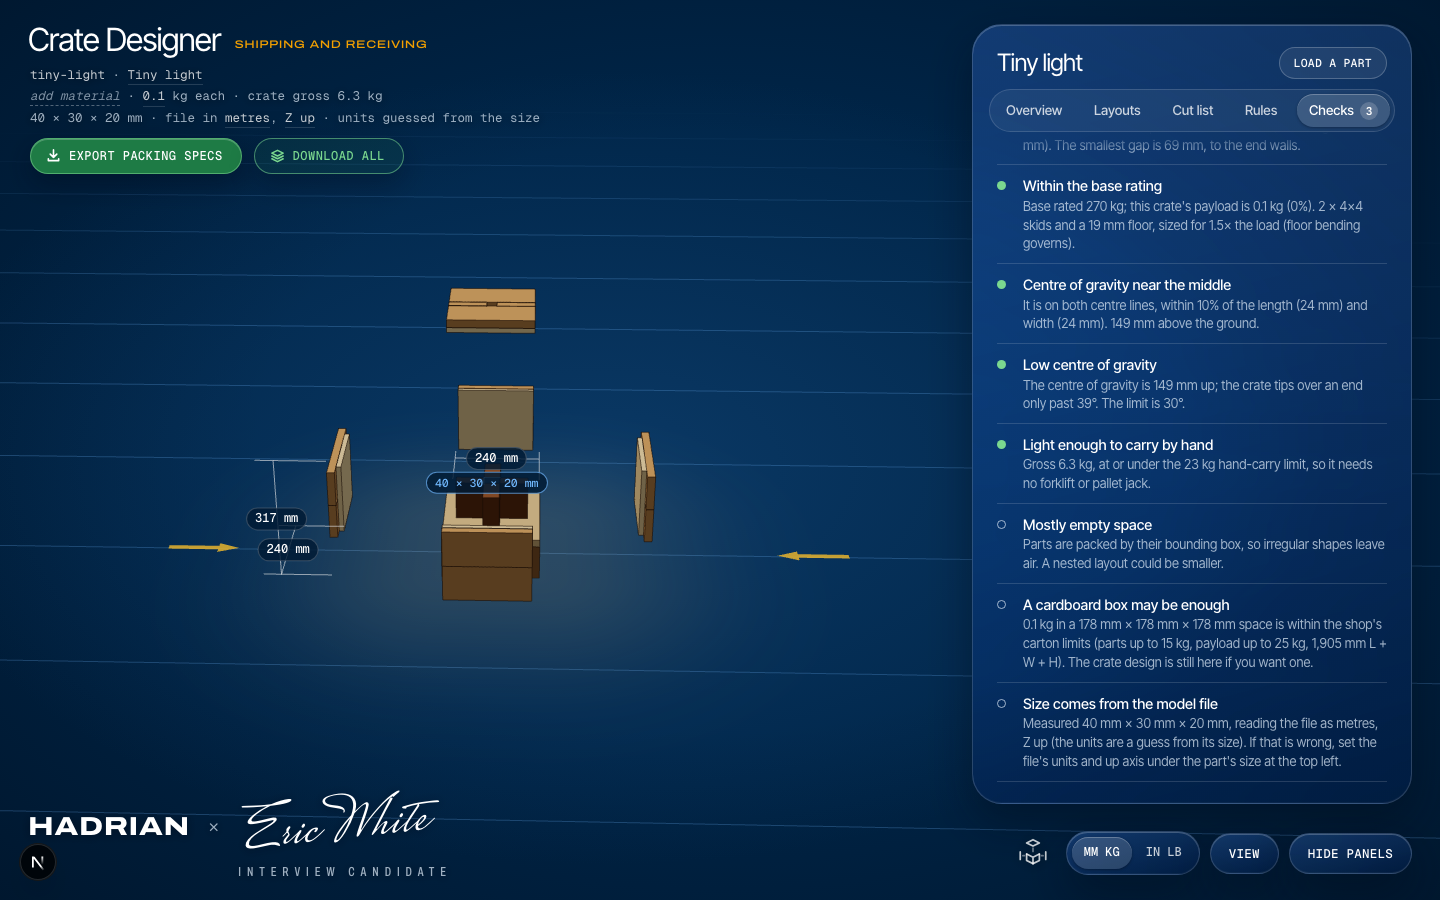 Crate Designer SHIPPING AND RECEIVING
tiny-light · Tiny light
add material · 0.1 kg each · crate gross 6.3 kg
40 × 30 × 20 mm · file in metres, Z up · units guessed from the size
EXPORT PACKING SPECS
DOWNLOAD ALL
240 mm
40 × 30 × 20 mm
317 mm
240 mm
HADRIAN × Eric White
INTERVIEW CANDIDATE
N
Tiny light
LOAD A PART
Overview Layouts Cut list Rules Checks 3
mm). The smallest gap is 69 mm, to the end walls.
Within the base rating
Base rated 270 kg; this crate's payload is 0.1 kg (0%). 2 × 4×4
skids and a 19 mm floor, sized for 1.5× the load (floor bending
governs).
Centre of gravity near the middle
It is on both centre lines, within 10% of the length (24 mm) and
width (24 mm). 149 mm above the ground.
Low centre of gravity
The centre of gravity is 149 mm up; the crate tips over an end
only past 39°. The limit is 30°.
Light enough to carry by hand
Gross 6.3 kg, at or under the 23 kg hand-carry limit, so it needs
no forklift or pallet jack.
Mostly empty space
Parts are packed by their bounding box, so irregular shapes leave
air. A nested layout could be smaller.
A cardboard box may be enough
0.1 kg in a 178 mm × 178 mm × 178 mm space is within the shop's
carton limits (parts up to 15 kg, payload up to 25 kg, 1,905 mm L +
W + H). The crate design is still here if you want one.
Size comes from the model file
Measured 40 mm × 30 mm × 20 mm, reading the file as metres,
Z up (the units are a guess from its size). If that is wrong, set the
file's units and up axis under the part's size at the top left.
MM KG IN LB
VIEW
HIDE PANELS